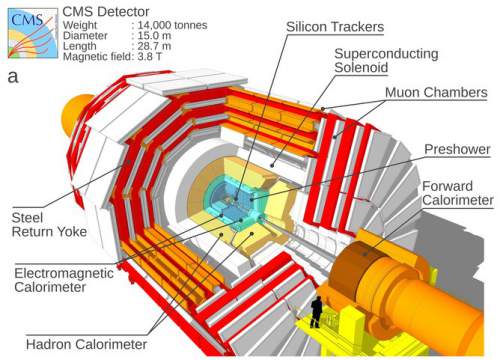 CMS
CMS Detector
Weight : 14,000 tonnes
Diameter : 15.0 m
Length : 28.7 m
Magnetic field : 3.8 T
a
Silicon Trackers
Superconducting
Solenoid
Muon Chambers
Preshower
Forward
Calorimeter
Steel
Return Yoke
Electromagnetic
Calorimeter
Hadron Calorimeter